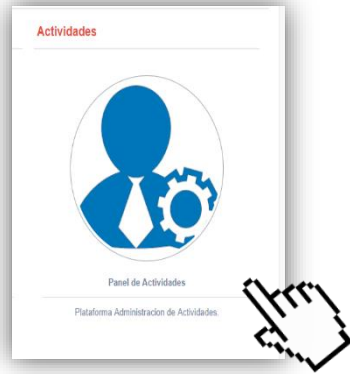 Actividades
Panel de Actividades
Plataforma Administracion de Actividades.